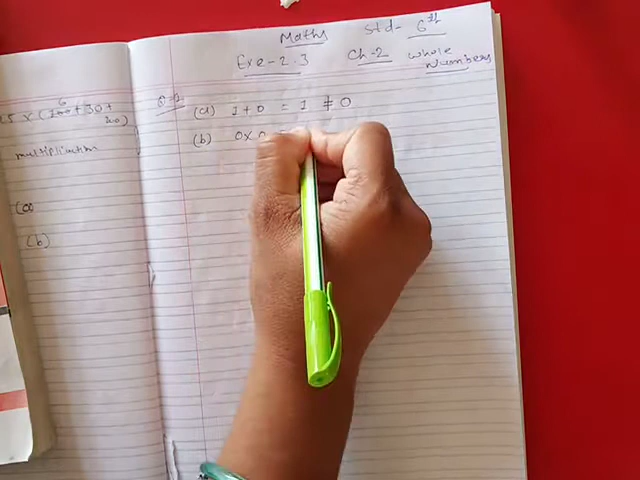 Maths Std- 6th
Exe-2.3 Ch-2 Whole Numbers
Q-1. (a) 1+0 = 1 ≠ 0
(b) 0×0
multiplication
(a)
(b)